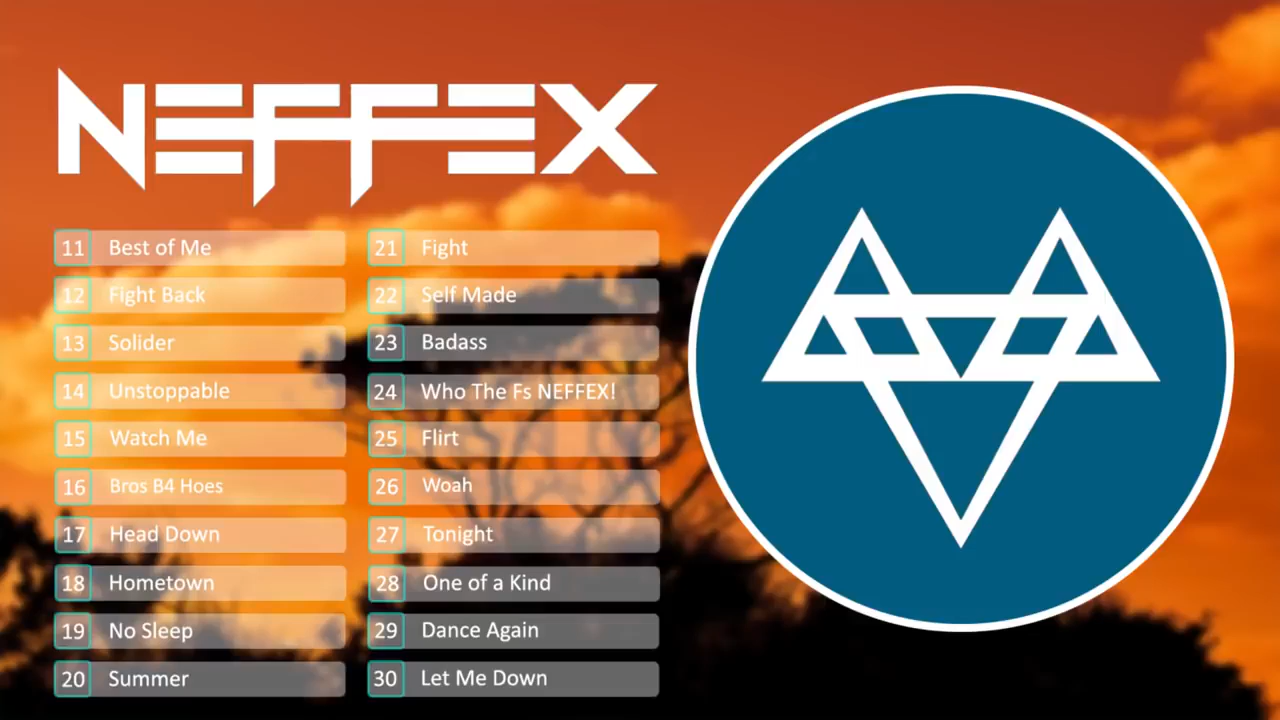 NEFFEX
11 Best of Me
12 Fight Back
13 Solider
14 Unstoppable
15 Watch Me
16 Bros B4 Hoes
17 Head Down
18 Hometown
19 No Sleep
20 Summer
21 Fight
22 Self Made
23 Badass
24 Who The Fs NEFFEX!
25 Flirt
26 Woah
27 Tonight
28 One of a Kind
29 Dance Again
30 Let Me Down